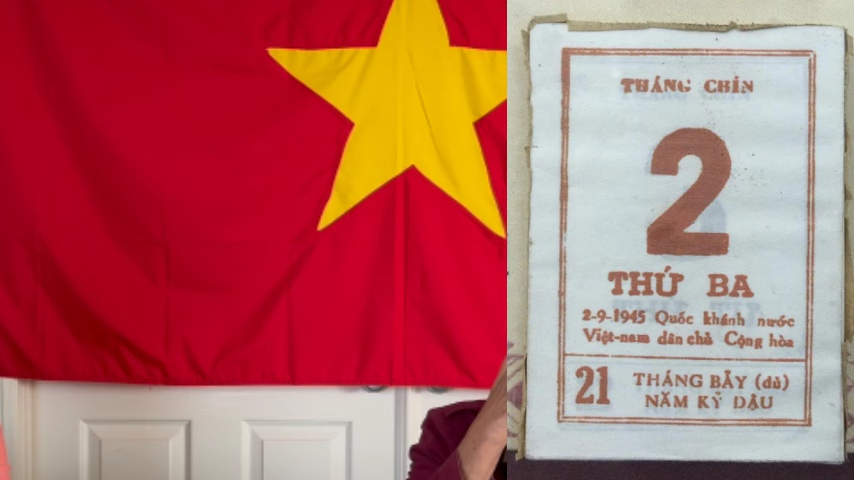 THÁNG CHÍN
2
THỨ BA
2-9-1945 Quốc khánh nước
Việt-nam dân chủ Cộng hòa
21
THÁNG BẢY (đủ)
NĂM KỶ DẬU